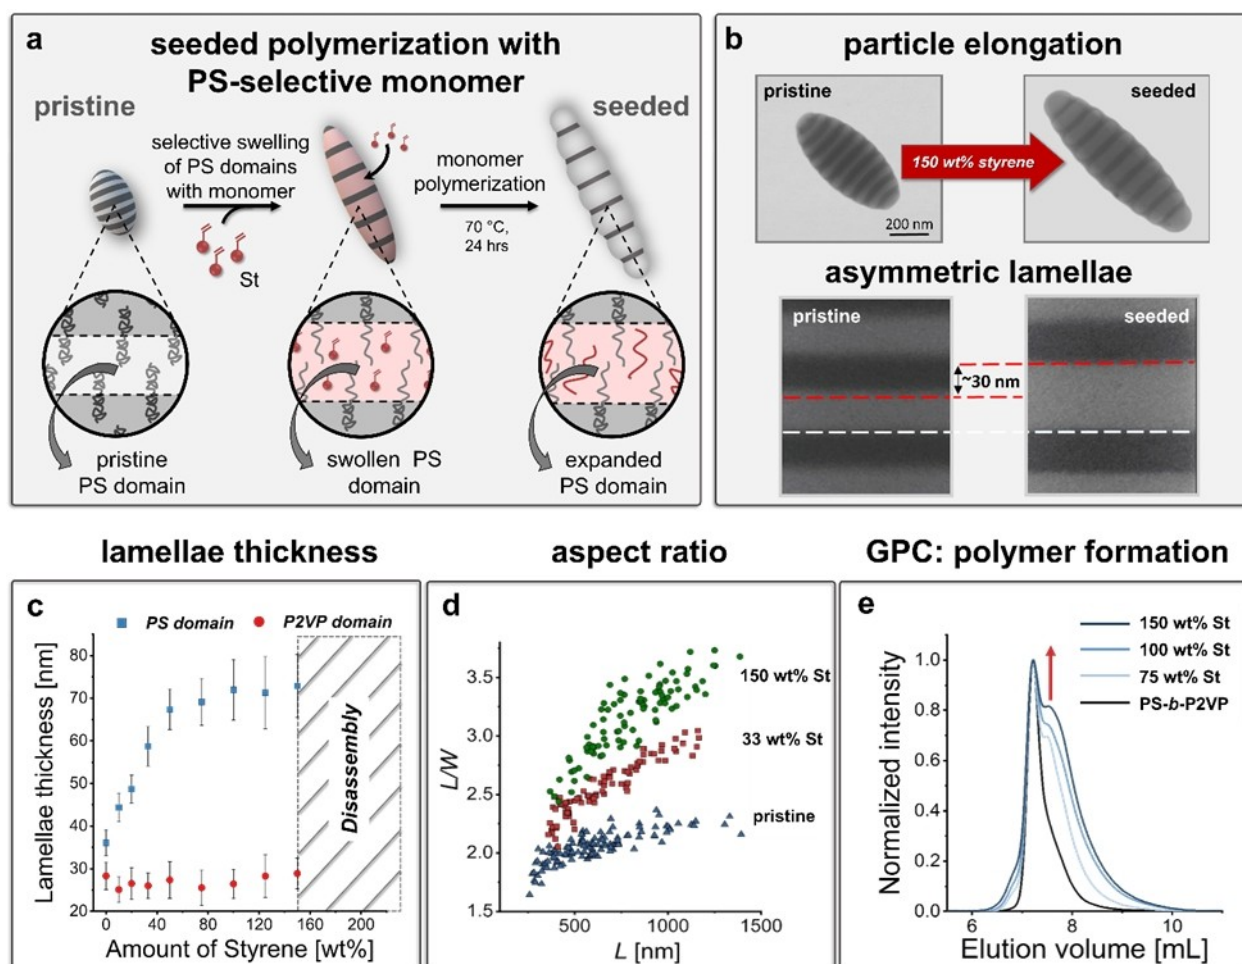 a
seeded polymerization with
PS-selective monomer
pristine
seeded
selective swelling
of PS domains
with monomer
St
monomer
polymerization
70 °C,
24 hrs
pristine
PS domain
swollen PS
domain
expanded
PS domain
b
particle elongation
pristine
150 wt% styrene
seeded
200 nm
asymmetric lamellae
pristine
~30 nm
seeded
lamellae thickness
c
PS domain
P2VP domain
Lamellae thickness [nm]
80
70
60
50
40
30
20
Disassembly
0 40 80 120 160 200
Amount of Styrene [wt%]
aspect ratio
d
L/W
3.5
3.0
2.5
2.0
1.5
150 wt% St
33 wt% St
pristine
500 1000 1500
L [nm]
GPC: polymer formation
e
150 wt% St
100 wt% St
75 wt% St
PS-b-P2VP
Normalized intensity
1.0
0.8
0.6
0.4
0.2
0.0
6 8 10
Elution volume [mL]